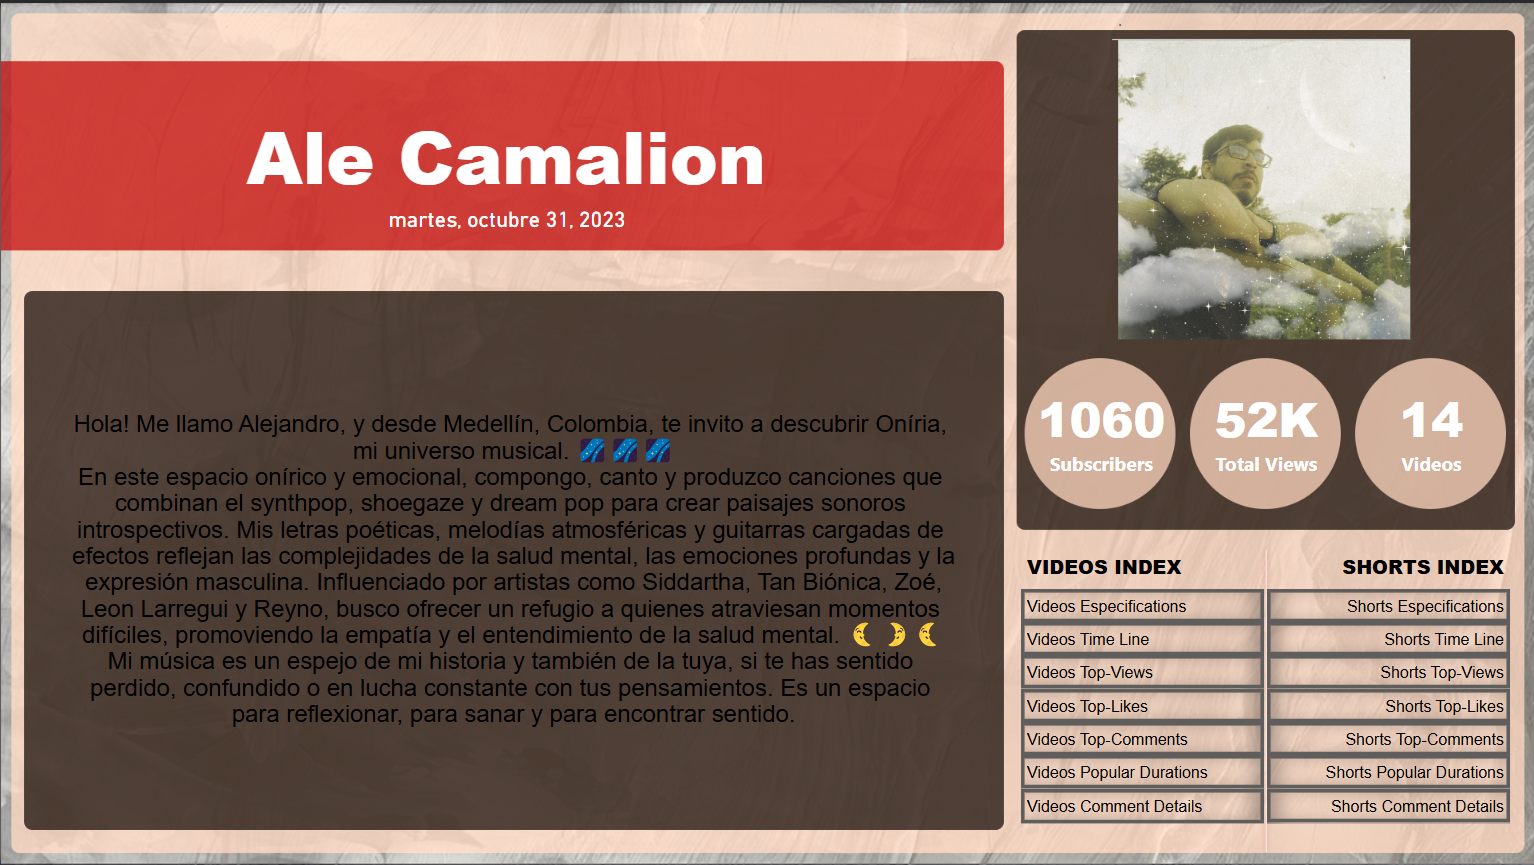 Ale Camalion
martes, octubre 31, 2023
Hola! Me llamo Alejandro, y desde Medellín, Colombia, te invito a descubrir Oníria,
mi universo musical. 🌌 🌌 🌌
En este espacio onírico y emocional, compongo, canto y produzco canciones que
combinan el synthpop, shoegaze y dream pop para crear paisajes sonoros
introspectivos. Mis letras poéticas, melodías atmosféricas y guitarras cargadas de
efectos reflejan las complejidades de la salud mental, las emociones profundas y la
expresión masculina. Influenciado por artistas como Siddartha, Tan Biónica, Zoé,
Leon Larregui y Reyno, busco ofrecer un refugio a quienes atraviesan momentos
difíciles, promoviendo la empatía y el entendimiento de la salud mental. 🌜 🌛 🌜
Mi música es un espejo de mi historia y también de la tuya, si te has sentido
perdido, confundido o en lucha constante con tus pensamientos. Es un espacio
para reflexionar, para sanar y para encontrar sentido.
1060
Subscribers
52K
Total Views
14
Videos
VIDEOS INDEX
Videos Especifications
Videos Time Line
Videos Top-Views
Videos Top-Likes
Videos Top-Comments
Videos Popular Durations
Videos Comment Details
SHORTS INDEX
Shorts Especifications
Shorts Time Line
Shorts Top-Views
Shorts Top-Likes
Shorts Top-Comments
Shorts Popular Durations
Shorts Comment Details